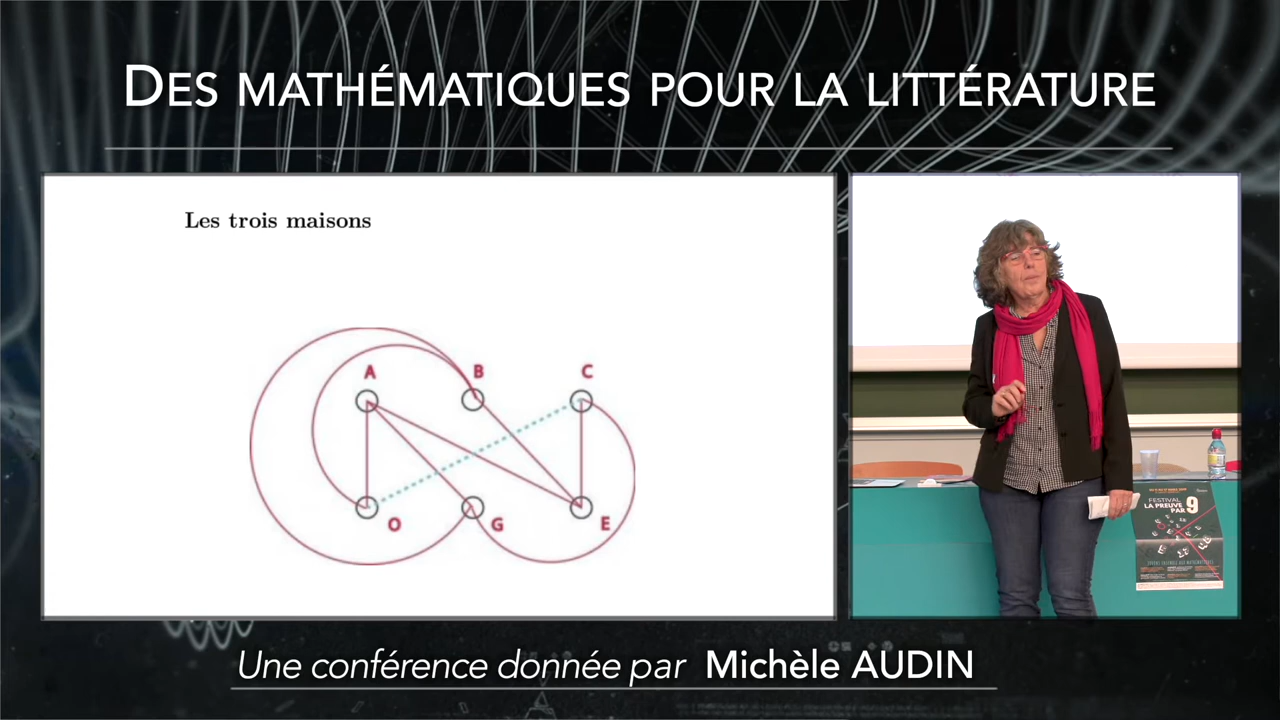 DES MATHÉMATIQUES POUR LA LITTÉRATURE
Les trois maisons
A
B
C
O
G
E
FESTIVAL
LA PREUVE
PAR 9
Une conférence donnée par Michèle AUDIN